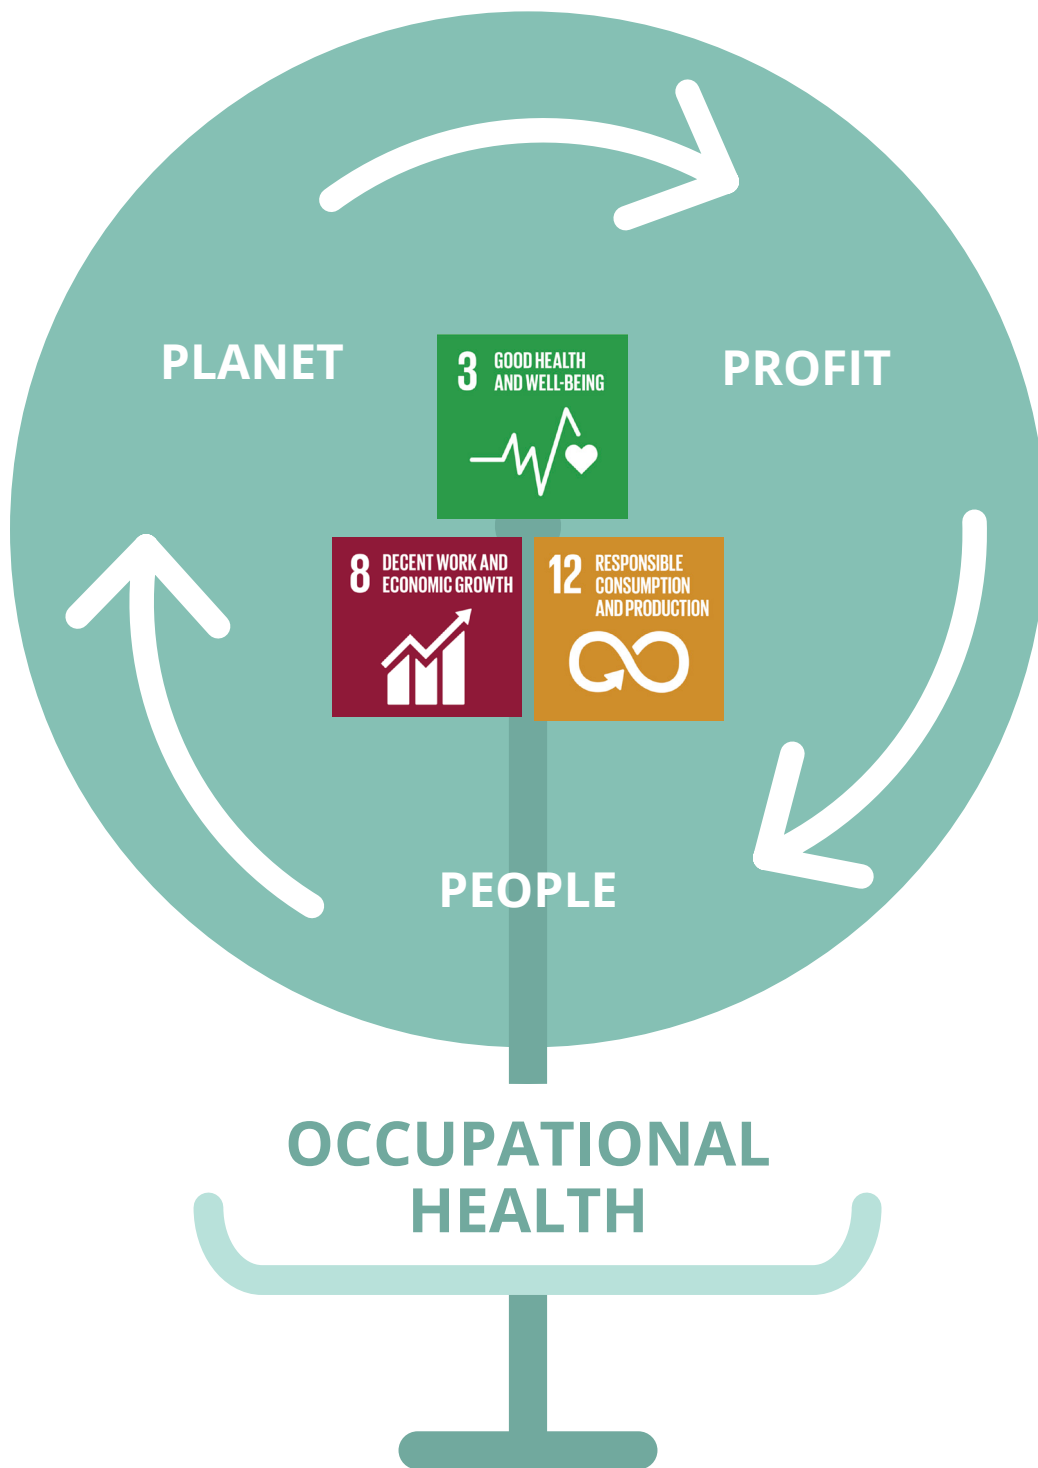 PLANET
PROFIT
3 GOOD HEALTH
AND WELL-BEING
8 DECENT WORK AND
ECONOMIC GROWTH
12 RESPONSIBLE
CONSUMPTION
AND PRODUCTION
PEOPLE
OCCUPATIONAL
HEALTH